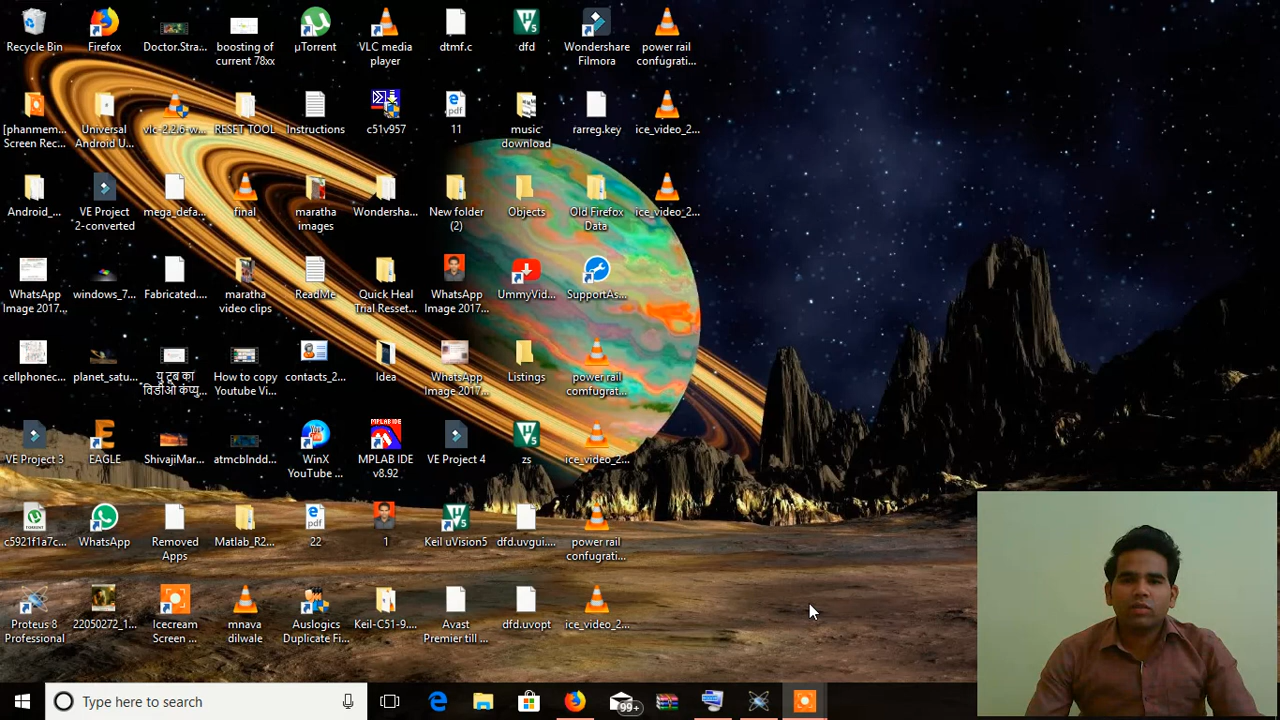 Recycle Bin
Firefox
Doctor.Stra...
boosting of
current 78xx
µTorrent
VLC media
player
dtmf.c
dfd
Wondershare
Filmora
power rail
confugrati...
[phanmem...
Screen Rec...
Universal
Android U...
vlc-2.2.6-w...
RESET TOOL
Instructions
c51v957
11
music
download
rarreg.key
ice_video_2...
Android_...
VE Project
2-converted
mega_defa...
final
maratha
images
Wondersha...
New folder
(2)
Objects
Old Firefox
Data
ice_video_2...
WhatsApp
Image 2017...
windows_7...
Fabricated....
maratha
video clips
ReadMe
Quick Heal
Trial Resset...
WhatsApp
Image 2017...
UmmyVid...
SupportAs...
cellphonec...
planet_satu...
यु टूब का
विडीओ कंप्यु...
How to copy
Youtube Vi...
contacts_2...
Idea
WhatsApp
Image 2017...
Listings
power rail
comfugrat...
VE Project 3
EAGLE
ShivajiMar...
atmcblndd...
WinX
YouTube ...
MPLAB IDE
v8.92
VE Project 4
zs
ice_video_2...
c5921f1a7c...
WhatsApp
Removed
Apps
Matlab_R2...
22
1
Keil uVision5
dfd.uvgui....
power rail
confugrati...
Proteus 8
Professional
22050272_1...
Icecream
Screen ...
mnava
dilwale
Auslogics
Duplicate Fi...
Keil-C51-9....
Avast
Premier till ...
dfd.uvopt
ice_video_2...
Type here to search
99+